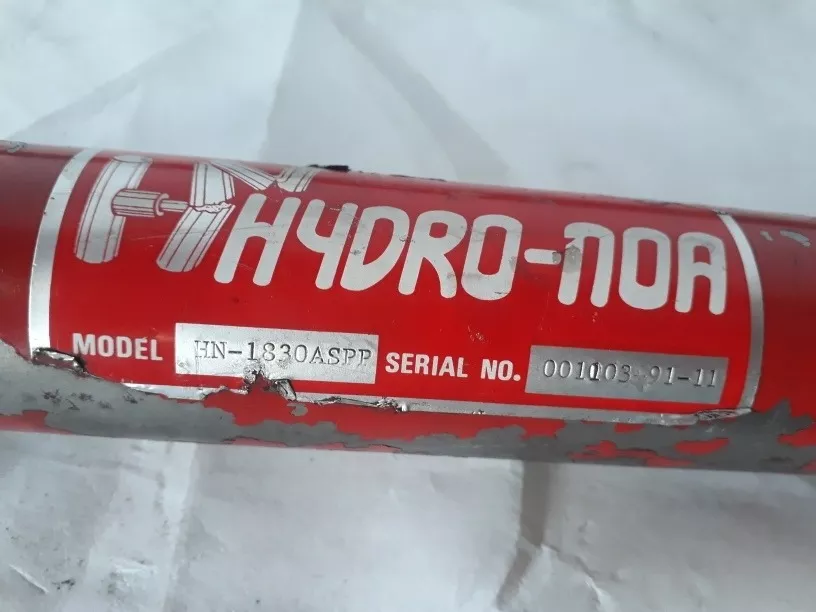 HYDRO-NOA
MODEL HN-1830ASPP SERIAL NO. 001103-91-11